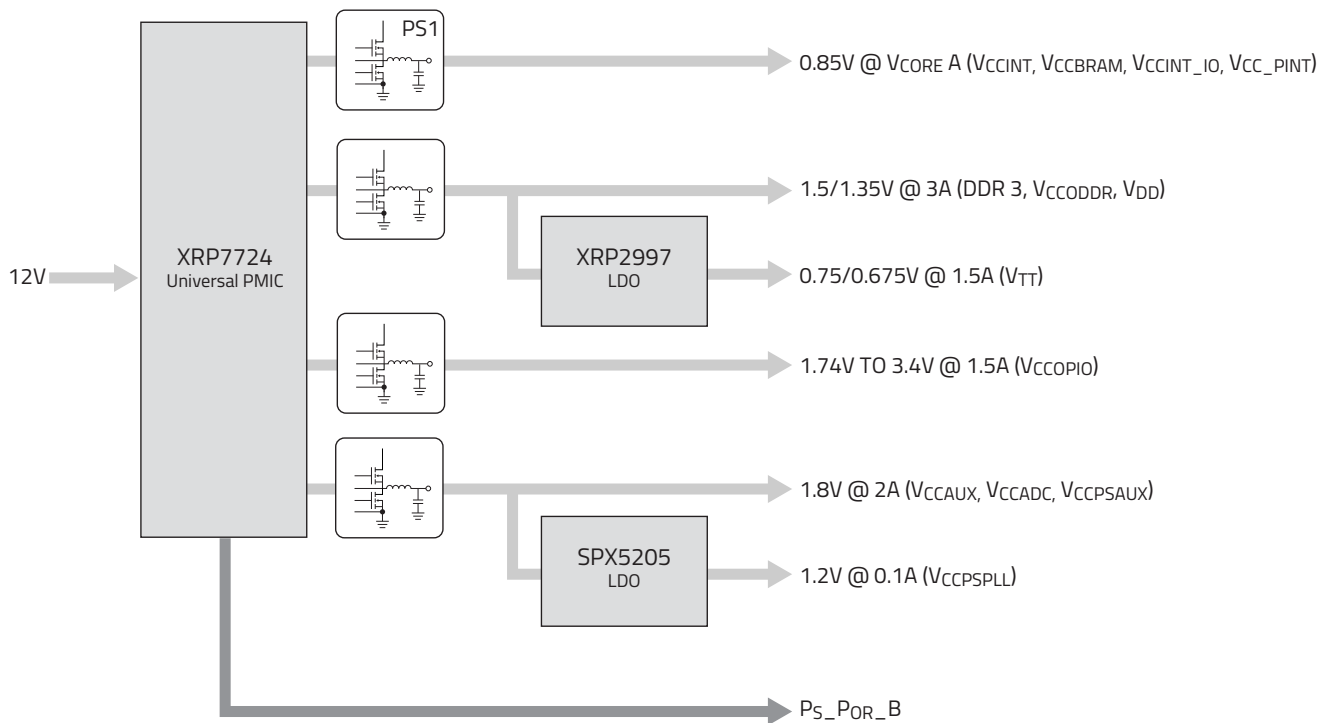 PS1
0.85V @ VCORE A (VCCINT, VCCBRAM, VCCINT_IO, VCC_PINT)
1.5/1.35V @ 3A (DDR 3, VCCODDR, VDD)
XRP7724
Universal PMIC
XRP2997
LDO
12V
0.75/0.675V @ 1.5A (VTT)
1.74V TO 3.4V @ 1.5A (VCCOPIO)
1.8V @ 2A (VCCAUX, VCCADC, VCCPSAUX)
SPX5205
LDO
1.2V @ 0.1A (VCCPSPLL)
PS_POR_B